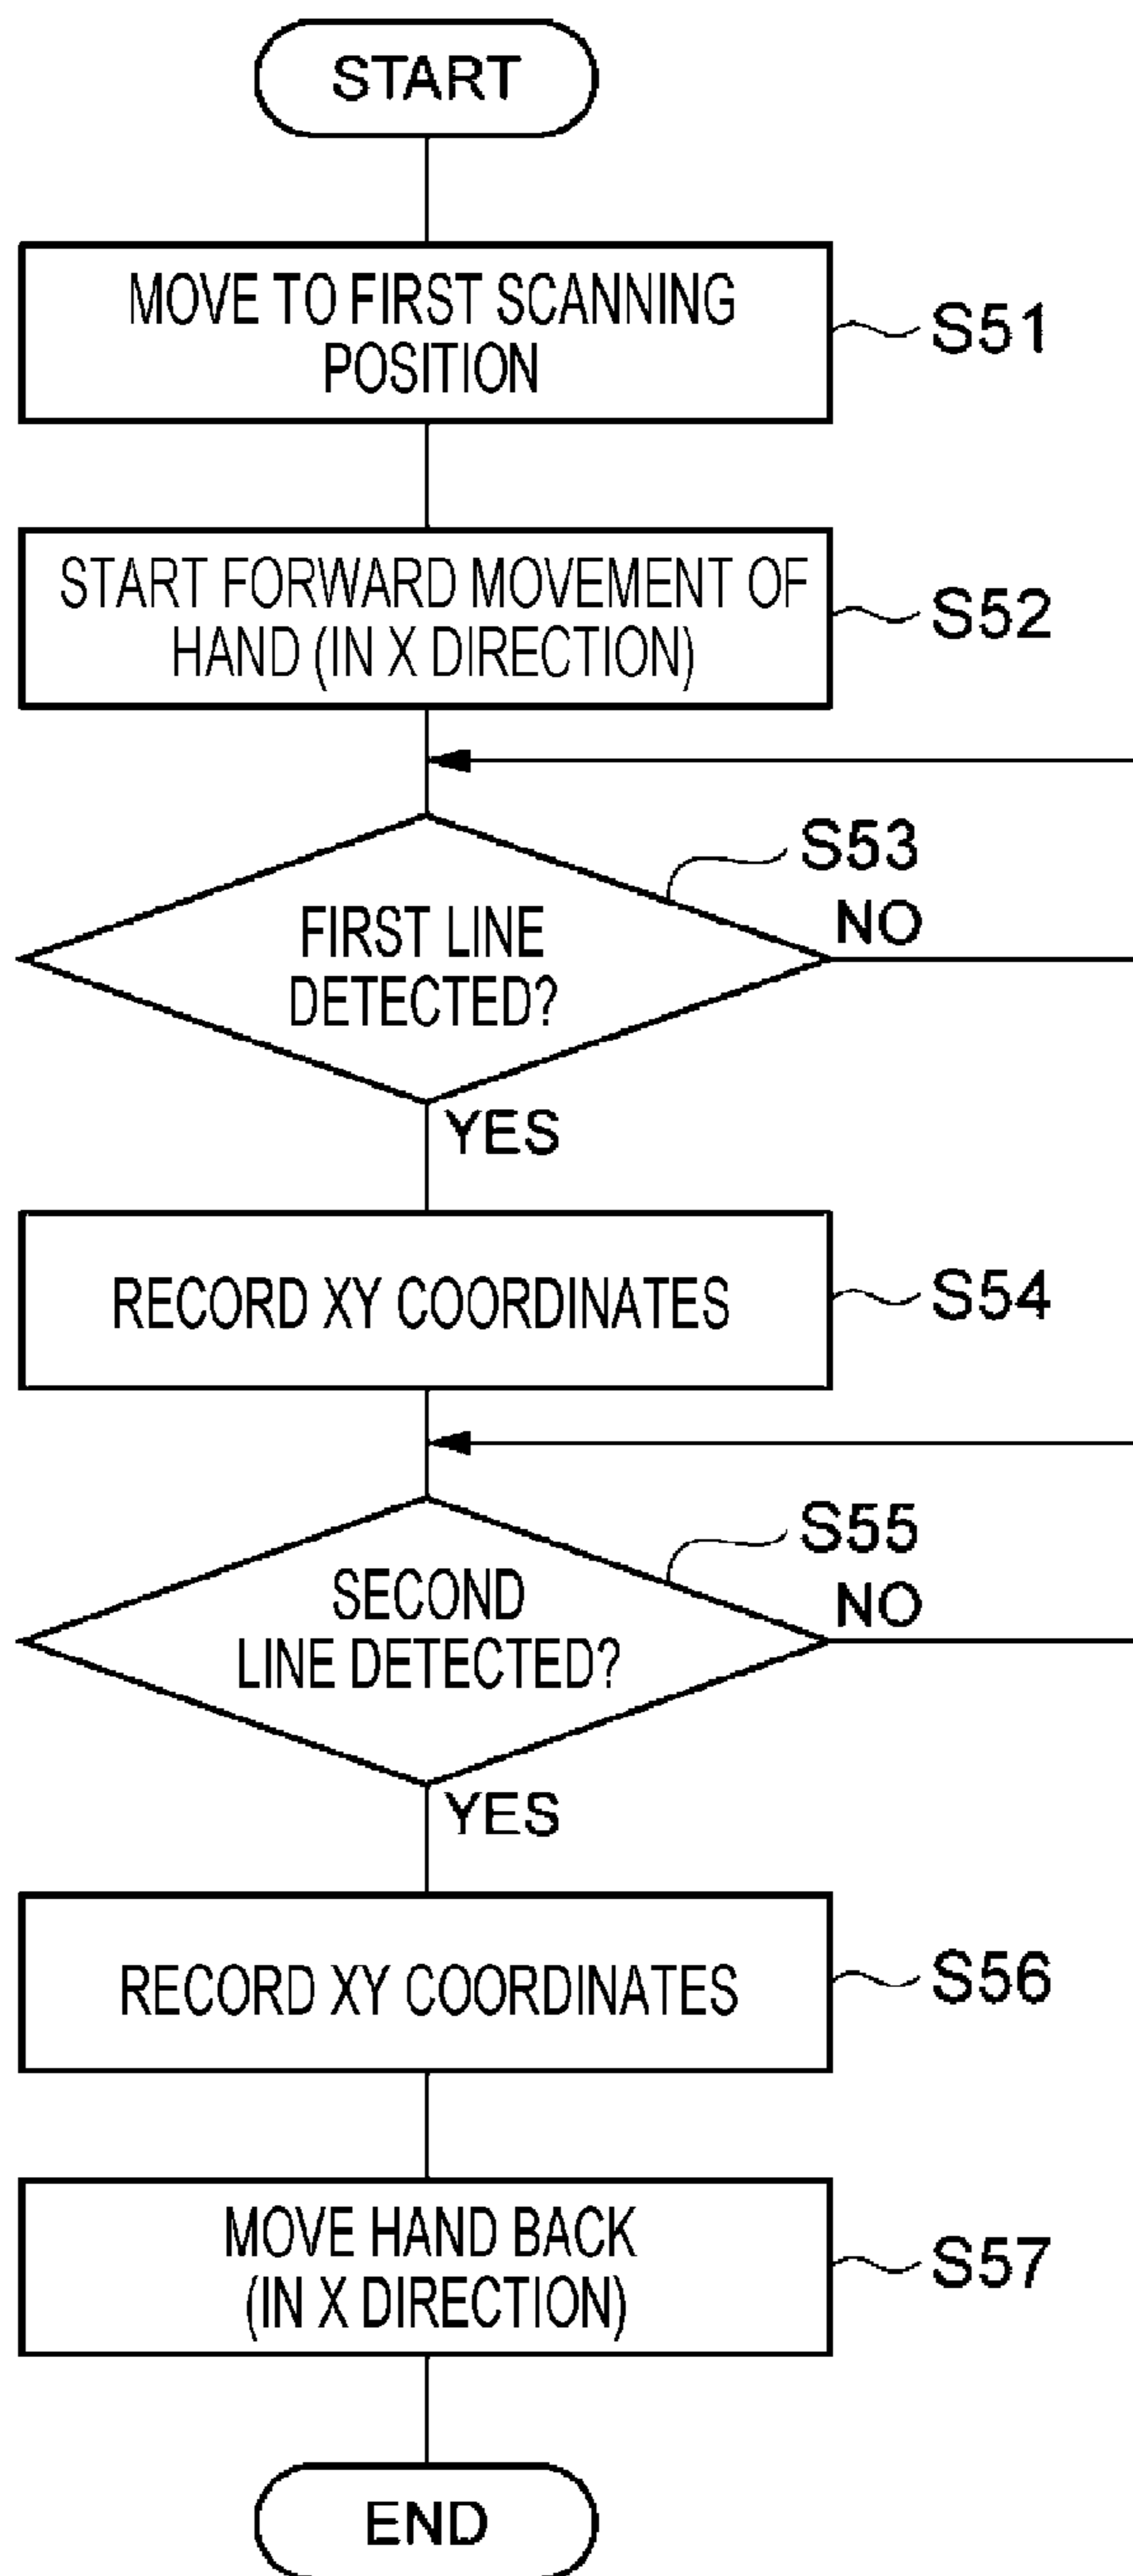 START
MOVE TO FIRST SCANNING
POSITION
S51
START FORWARD MOVEMENT OF
HAND (IN X DIRECTION)
S52
S53
FIRST LINE
DETECTED?
NO
YES
RECORD XY COORDINATES
S54
S55
SECOND
LINE DETECTED?
NO
YES
RECORD XY COORDINATES
S56
MOVE HAND BACK
(IN X DIRECTION)
S57
END